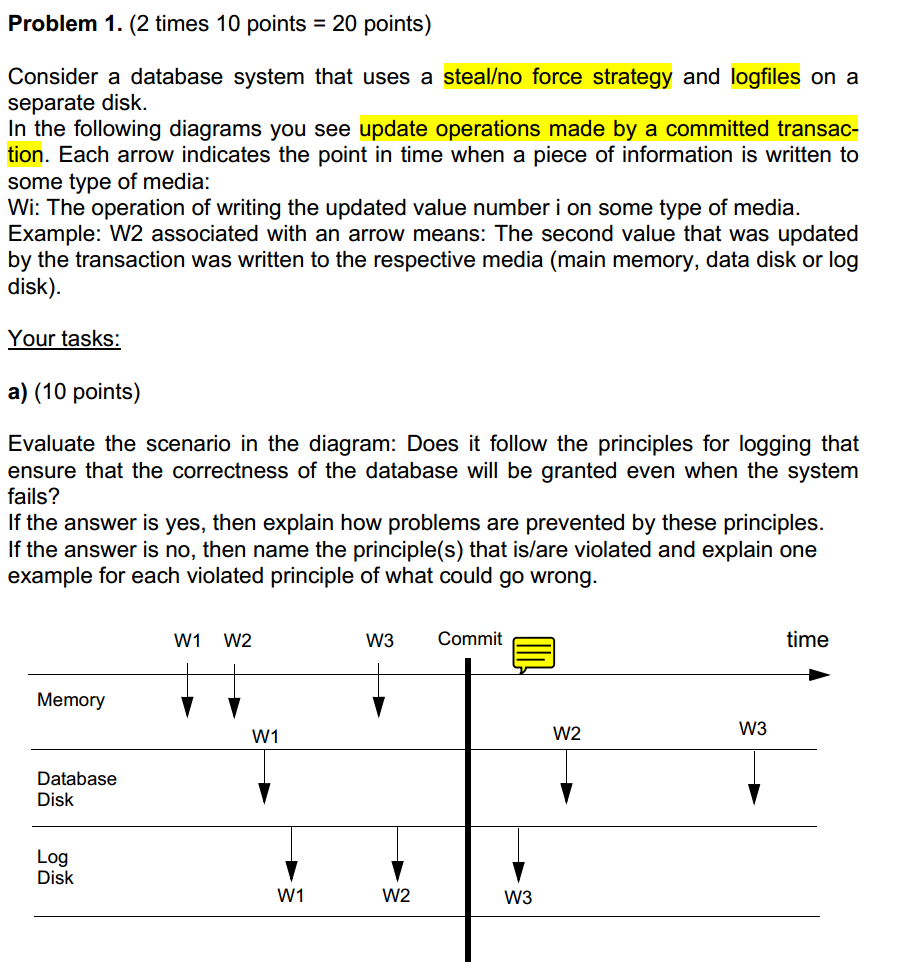 Problem 1. (2 times 10 points = 20 points)
Consider a database system that uses a steal/no force strategy and logfiles on a
separate disk.
In the following diagrams you see update operations made by a committed transac-
tion. Each arrow indicates the point in time when a piece of information is written to
some type of media:
Wi: The operation of writing the updated value number i on some type of media.
Example: W2 associated with an arrow means: The second value that was updated
by the transaction was written to the respective media (main memory, data disk or log
disk).
Your tasks:
a) (10 points)
Evaluate the scenario in the diagram: Does it follow the principles for logging that
ensure that the correctness of the database will be granted even when the system
fails?
If the answer is yes, then explain how problems are prevented by these principles.
If the answer is no, then name the principle(s) that is/are violated and explain one
example for each violated principle of what could go wrong.
W1 W2 W3 Commit time
Memory
W1 W2 W3
Database
Disk
Log
Disk
W1 W2 W3